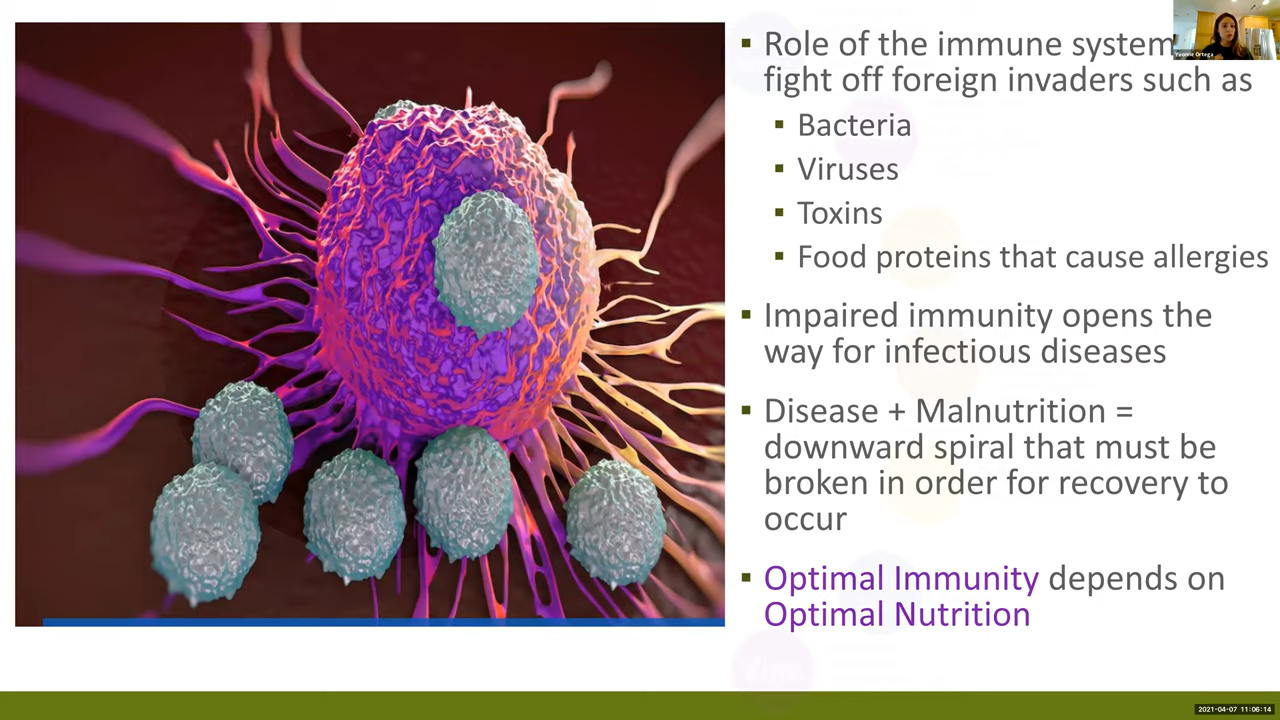 ▪ Role of the immune system
fight off foreign invaders such as
▪ Bacteria
▪ Viruses
▪ Toxins
▪ Food proteins that cause allergies
▪ Impaired immunity opens the
way for infectious diseases
▪ Disease + Malnutrition =
downward spiral that must be
broken in order for recovery to
occur
▪ Optimal Immunity depends on
Optimal Nutrition
Yvonne Ortega
2021-04-07 11:06:14